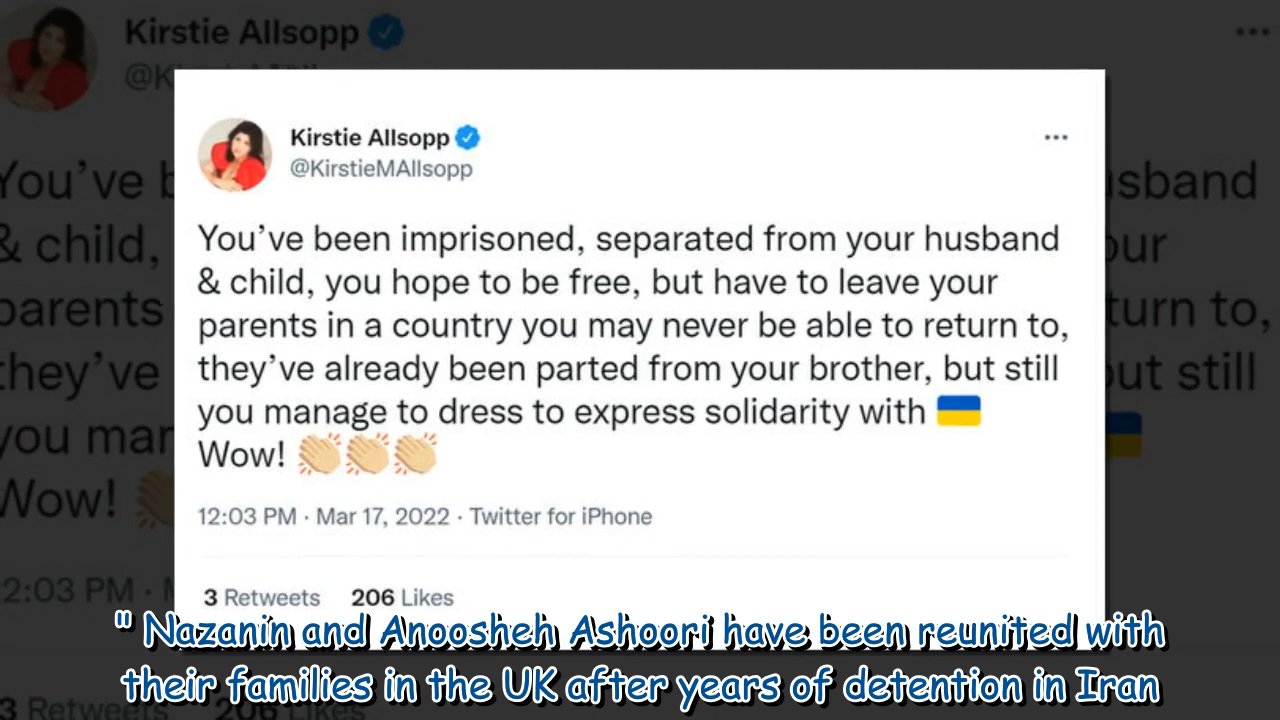 Kirstie Allsopp
@K
Kirstie Allsopp
@KirstieMAllsopp
You've been imprisoned, separated from your husband
& child, you hope to be free, but have to leave your
parents in a country you may never be able to return to,
they've already been parted from your brother, but still
you manage to dress to express solidarity with 🇺🇦
Wow! 👏🏼👏🏼👏🏼
12:03 PM · Mar 17, 2022 · Twitter for iPhone
3 Retweets 206 Likes
" Nazanin and Anoosheh Ashoori have been reunited with
their families in the UK after years of detention in Iran